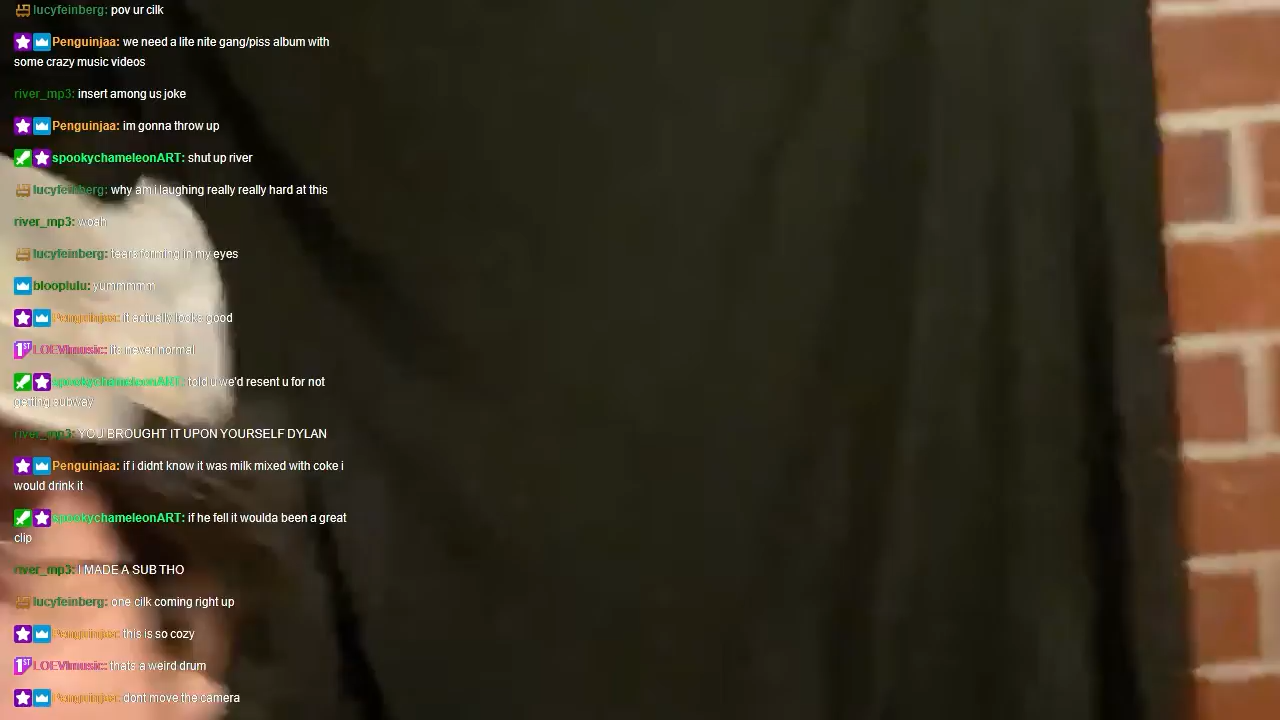 lucyfeinberg: pov ur cilk
Penguinjaa: we need a lite nite gang/piss album with
some crazy music videos
river_mp3: insert among us joke
Penguinjaa: im gonna throw up
spookychameleonART: shut up river
lucyfeinberg: why am i laughing really really hard at this
river_mp3: woah
lucyfeinberg: tears forming in my eyes
blooplulu: yummmmm
Penguinjaa: it actually looks good
1ST LOEVImusic: its never normal
spookychameleonART: told u we'd resent u for not
getting subway
river_mp3: YOU BROUGHT IT UPON YOURSELF DYLAN
Penguinjaa: if i didnt know it was milk mixed with coke i
would drink it
spookychameleonART: if he fell it woulda been a great
clip
river_mp3: I MADE A SUB THO
lucyfeinberg: one cilk coming right up
Penguinjaa: this is so cozy
1ST LOEVImusic: thats a weird drum
Penguinjaa: dont move the camera